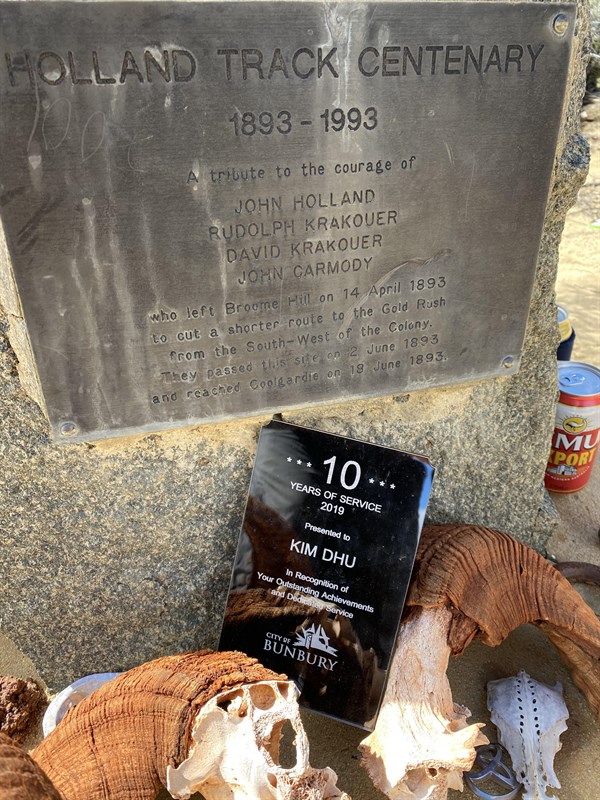 HOLLAND TRACK CENTENARY
1893 - 1993
A tribute to the courage of
JOHN HOLLAND
RUDOLPH KRAKOUER
DAVID KRAKOUER
JOHN CARMODY
who left Broome Hill on 14 April 1893
to cut a shorter route to the Gold Rush
from the South-West of the Colony.
They passed this site on 2 June 1893
and reached Coolgardie on 18 June 1893.
*** 10 ***
YEARS OF SERVICE
2019
Presented to
KIM DHU
In Recognition of
Your Outstanding Achievements
and Dedicated Service
CITY OF
BUNBURY
MU
XPORT